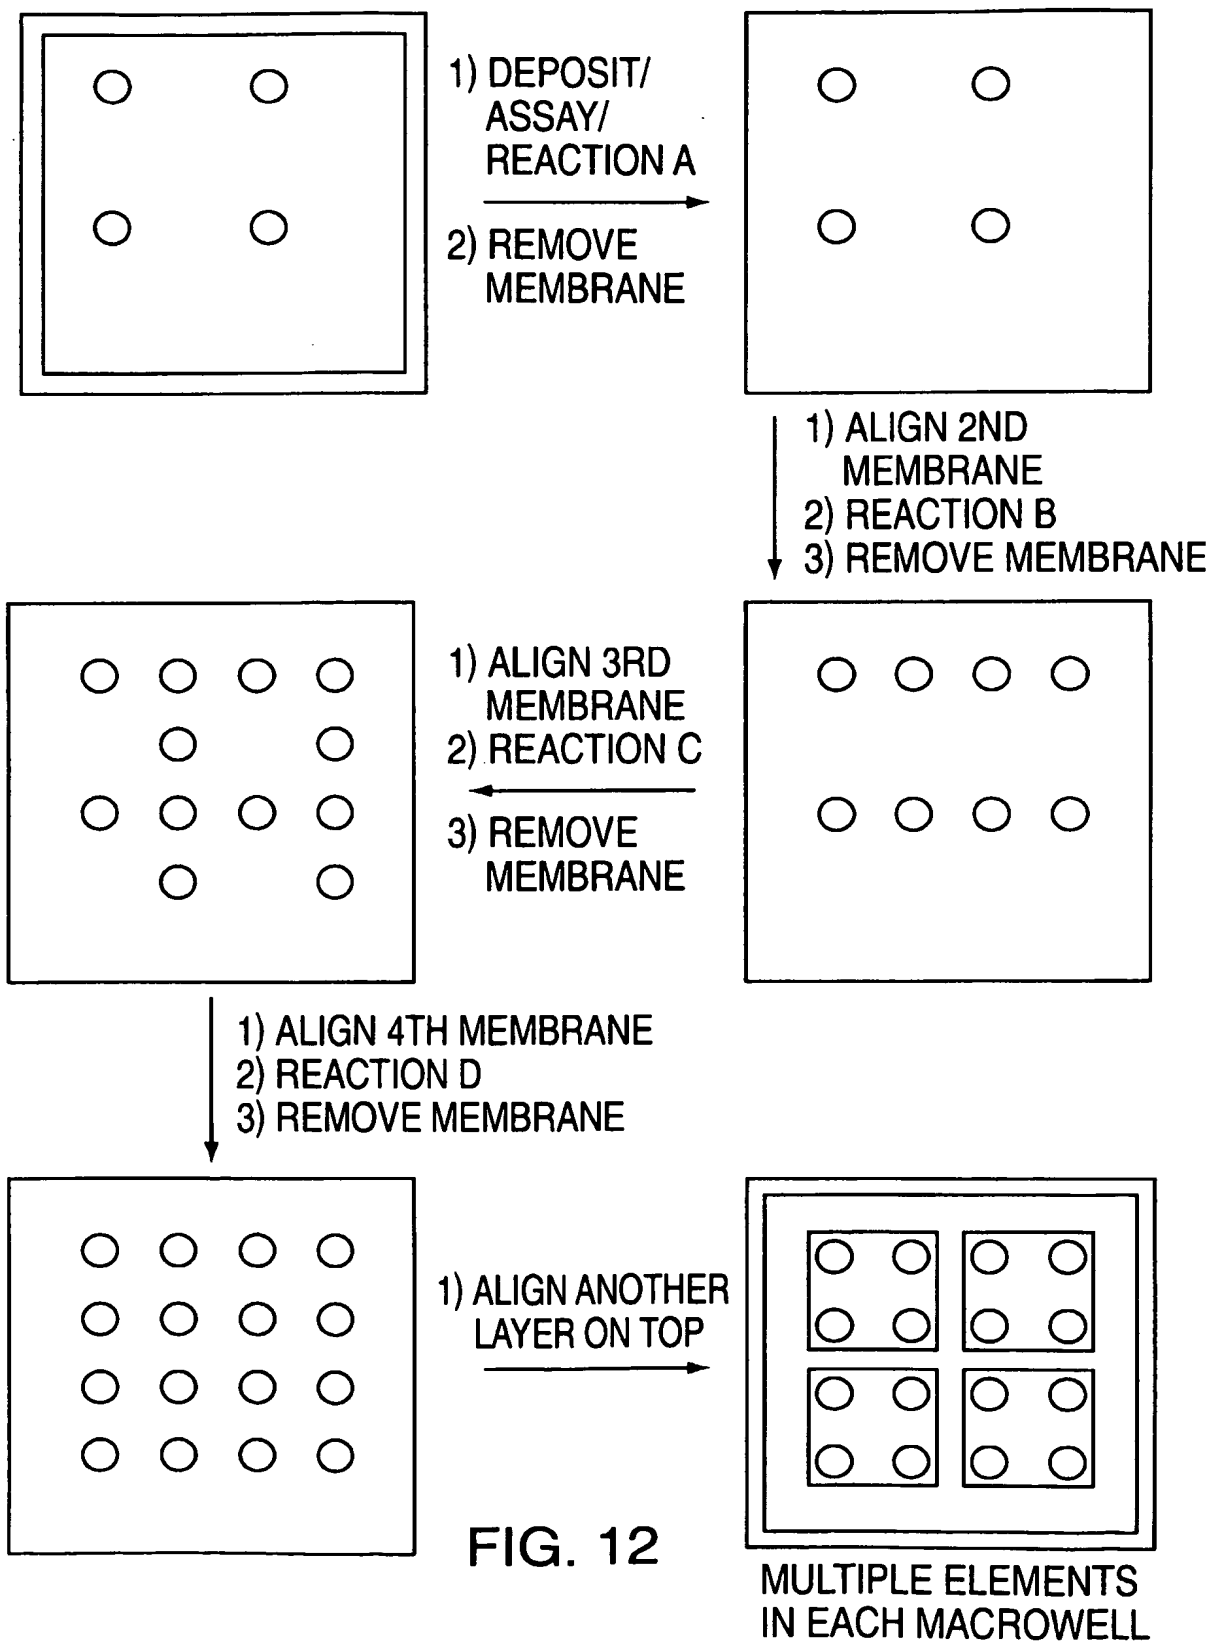 1) DEPOSIT/
ASSAY/
REACTION A
2) REMOVE
MEMBRANE
1) ALIGN 2ND
MEMBRANE
2) REACTION B
3) REMOVE MEMBRANE
1) ALIGN 3RD
MEMBRANE
2) REACTION C
3) REMOVE
MEMBRANE
1) ALIGN 4TH MEMBRANE
2) REACTION D
3) REMOVE MEMBRANE
1) ALIGN ANOTHER
LAYER ON TOP
FIG. 12
MULTIPLE ELEMENTS
IN EACH MACROWELL